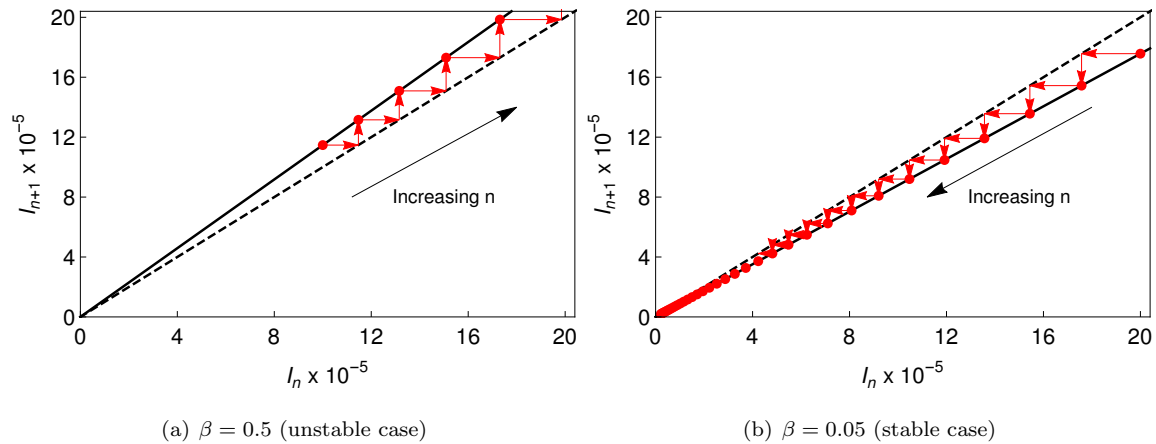 20
16
12
8
4
0
I_{n+1} x 10^{-5}
Increasing n
0 4 8 12 16 20
I_n x 10^{-5}
(a) β = 0.5 (unstable case)
20
16
12
8
4
0
I_{n+1} x 10^{-5}
Increasing n
0 4 8 12 16 20
I_n x 10^{-5}
(b) β = 0.05 (stable case)